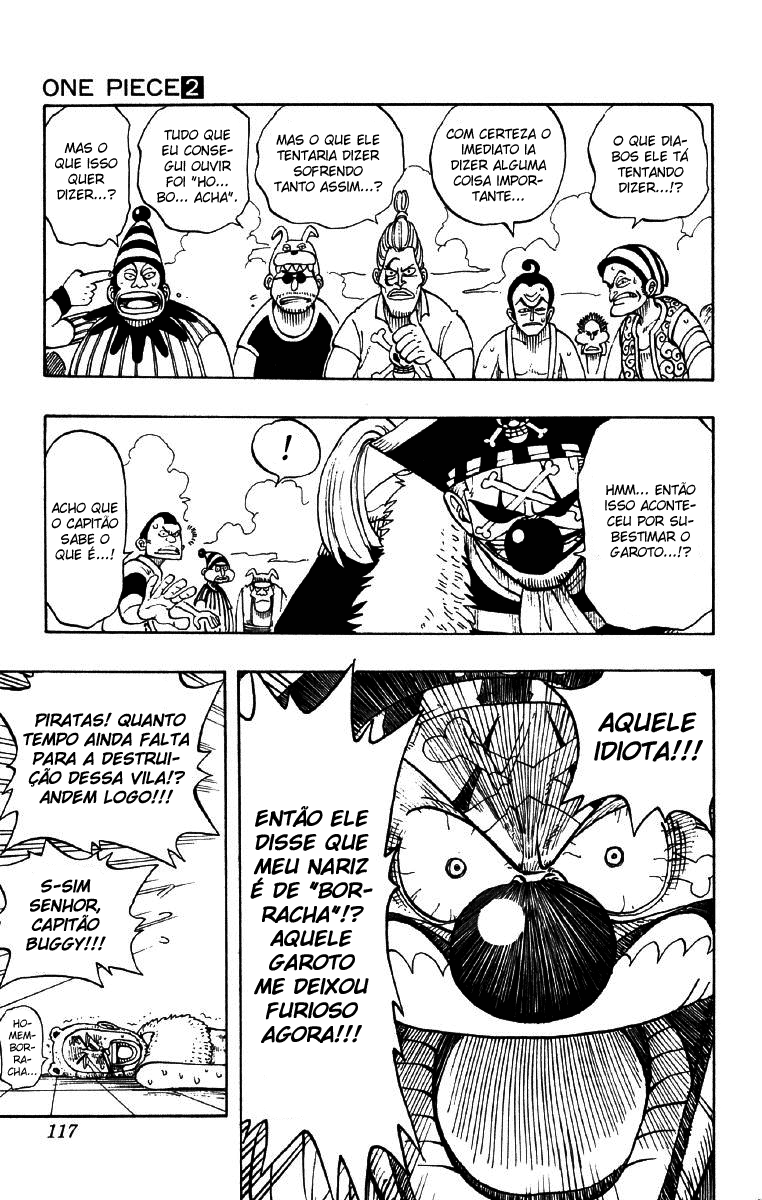 ONE PIECE 2
O QUE DIA-
BOS ELE TÁ
TENTANDO
DIZER...!?
COM CERTEZA O
IMEDIATO IA
DIZER ALGUMA
COISA IMPOR-
TANTE...
MAS O QUE ELE
TENTARIA DIZER
SOFRENDO
TANTO ASSIM...?
TUDO QUE
EU CONSE-
GUI OUVIR
FOI "HO...
BO... ACHA".
MAS O
QUE ISSO
QUER
DIZER...?
HMM... ENTÃO
ISSO ACONTE-
CEU POR SU-
BESTIMAR O
GAROTO...!?
!
ACHO QUE
O CAPITÃO
SABE O
QUE É...!
AQUELE
IDIOTA!!!
ENTÃO ELE
DISSE QUE
MEU NARIZ
É DE "BOR-
RACHA"!?
AQUELE
GAROTO
ME DEIXOU
FURIOSO
AGORA!!!
PIRATAS! QUANTO
TEMPO AINDA FALTA
PARA A DESTRUI-
ÇÃO DESSA VILA!?
ANDEM LOGO!!!
S-SIM
SENHOR,
CAPITÃO
BUGGY!!!
HO-
MEM-
BOR-
RA-
CHA...
117